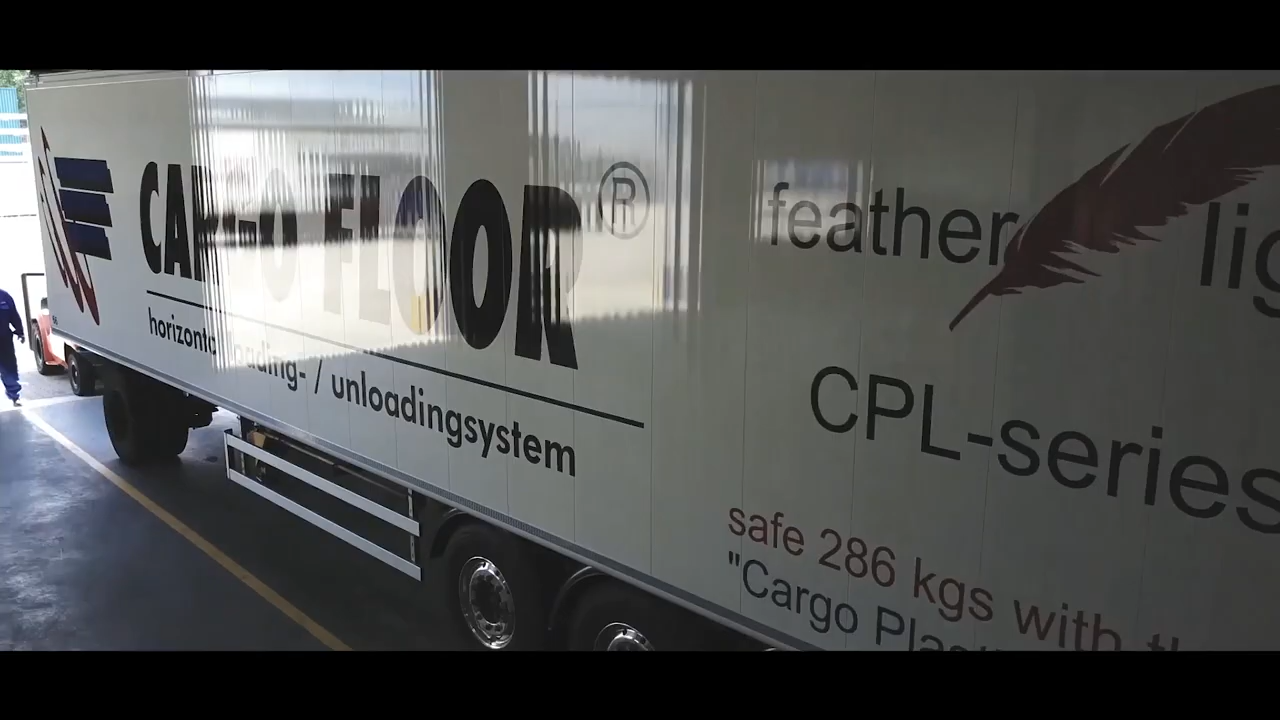 CARGO FLOOR®
horizontal loading- / unloadingsystem
feather
CPL-series
safe 286 kgs with
"Cargo